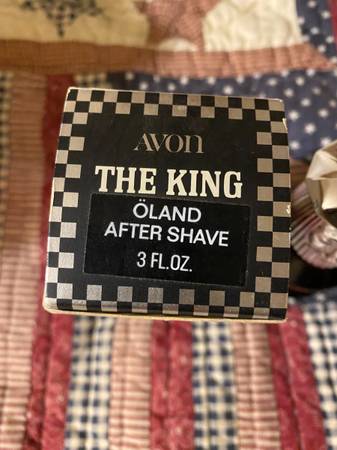 AVON
THE KING
ÖLAND
AFTER SHAVE
3 FL.OZ.